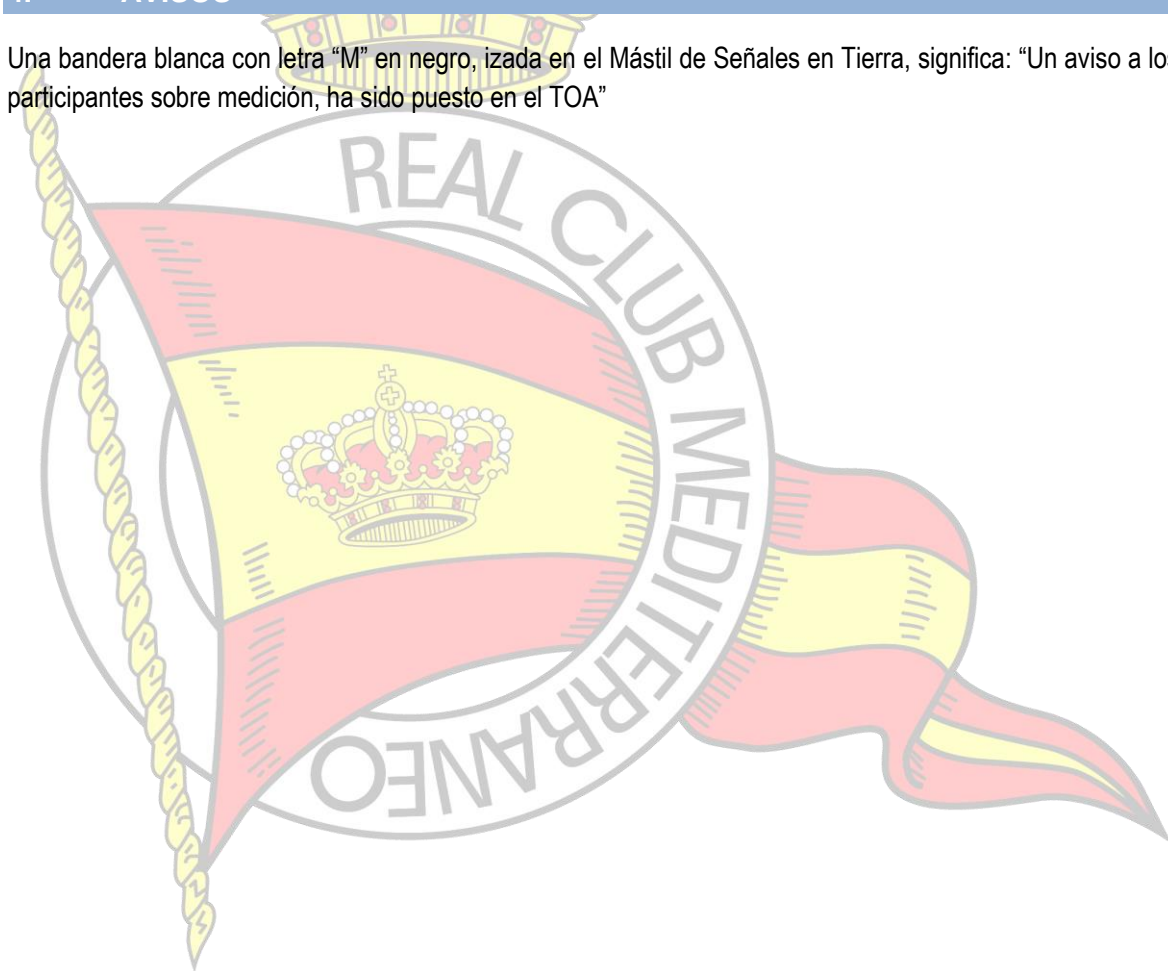 AVISOS
Una bandera blanca con letra “M” en negro, izada en el Mástil de Señales en Tierra, significa: “Un aviso a los
participantes sobre medición, ha sido puesto en el TOA”
REAL CLUB MEDITERRANEO